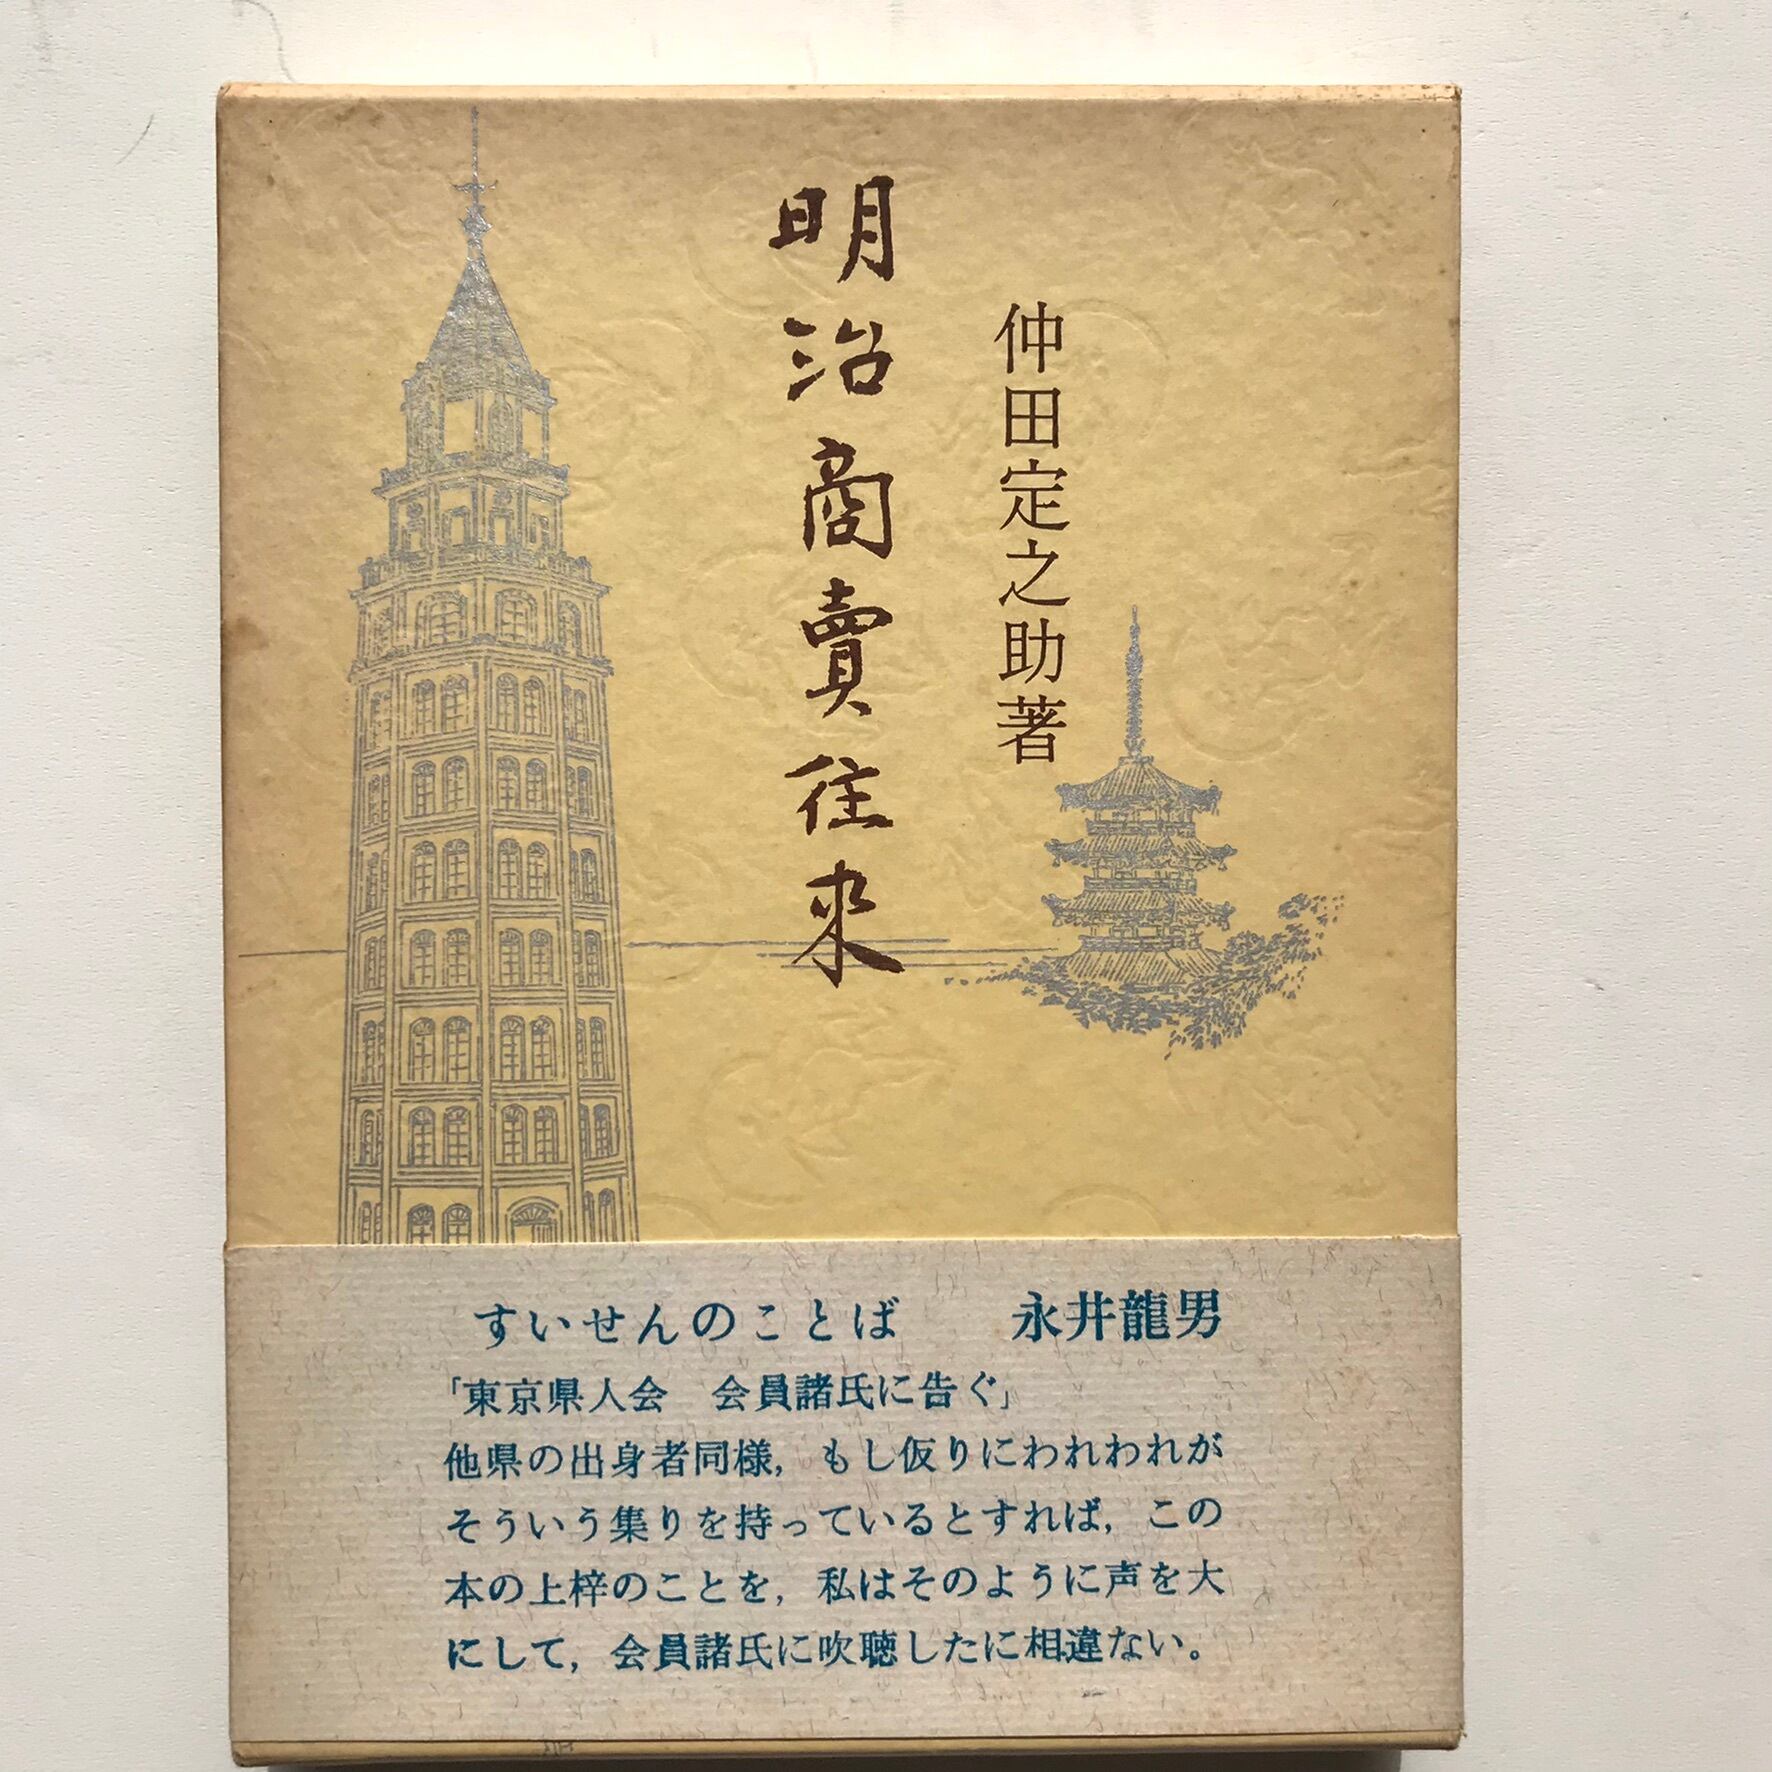 仲田定之助著
明治商賣往来
すいせんのことば　永井龍男
「東京県人会　会員諸氏に告ぐ」
他県の出身者同様，もし仮りにわれわれが
そういう集りを持っているとすれば，この
本の上梓のことを，私はそのように声を大
にして，会員諸氏に吹聴したに相違ない。